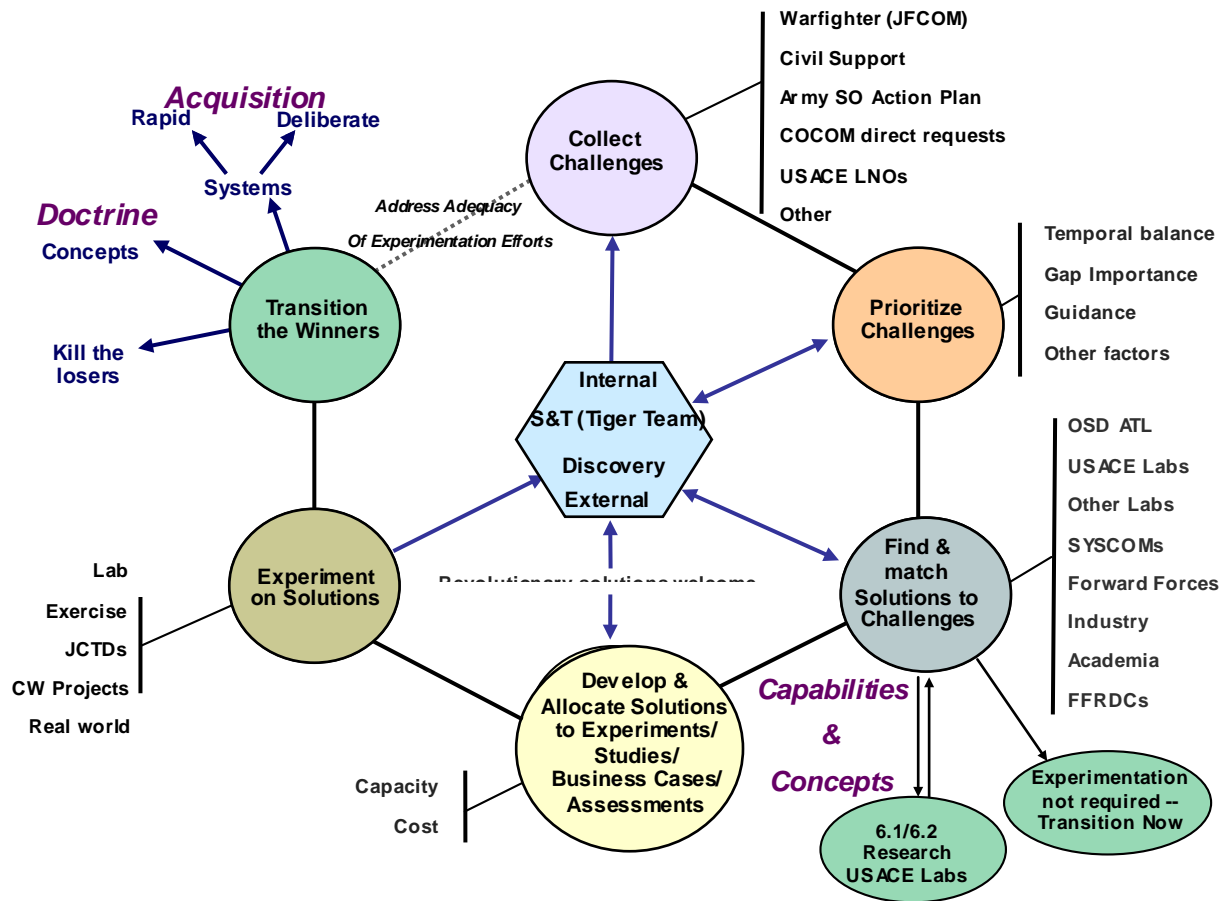 Warfighter (JFCOM)
Civil Support
Army SO Action Plan
COCOM direct requests
USACE LNOs
Other
Acquisition
Rapid
Deliberate
Systems
Doctrine
Concepts
Kill the
losers
Collect
Challenges
Address Adequacy
Of Experimentation Efforts
Transition
the Winners
Prioritize
Challenges
Temporal balance
Gap Importance
Guidance
Other factors
Internal
S&T (Tiger Team)
Discovery
External
OSD ATL
USACE Labs
Other Labs
SYSCOMs
Forward Forces
Industry
Academia
FFRDCs
Find &
match
Solutions to
Challenges
Experiment
on Solutions
Lab
Exercise
JCTDs
CW Projects
Real world
Revolutionary solutions welcome
Develop &
Allocate Solutions
to Experiments/
Studies/
Business Cases/
Assessments
Capacity
Cost
Capabilities
&
Concepts
6.1/6.2
Research
USACE Labs
Experimentation
not required --
Transition Now